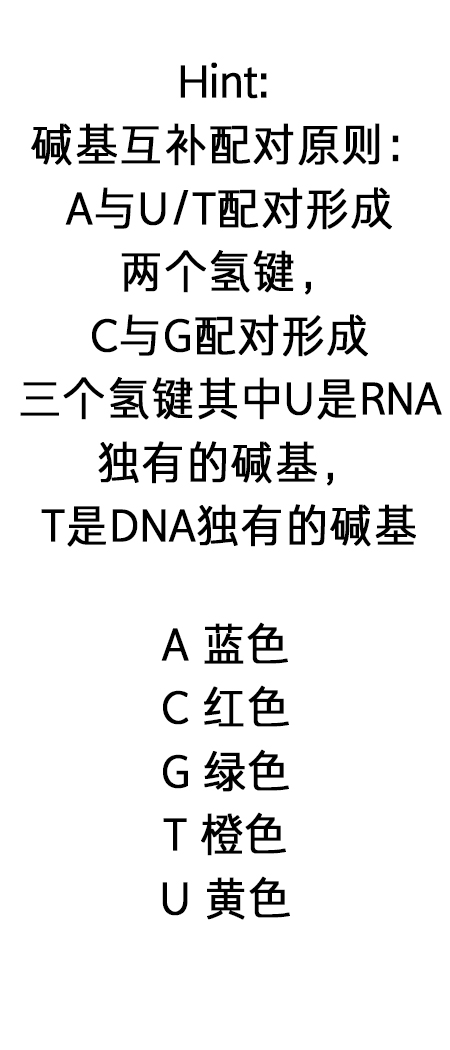 Hint:
碱基互补配对原则：
A与U/T配对形成
两个氢键，
C与G配对形成
三个氢键其中U是RNA
独有的碱基，
T是DNA独有的碱基
A 蓝色
C 红色
G 绿色
T 橙色
U 黄色